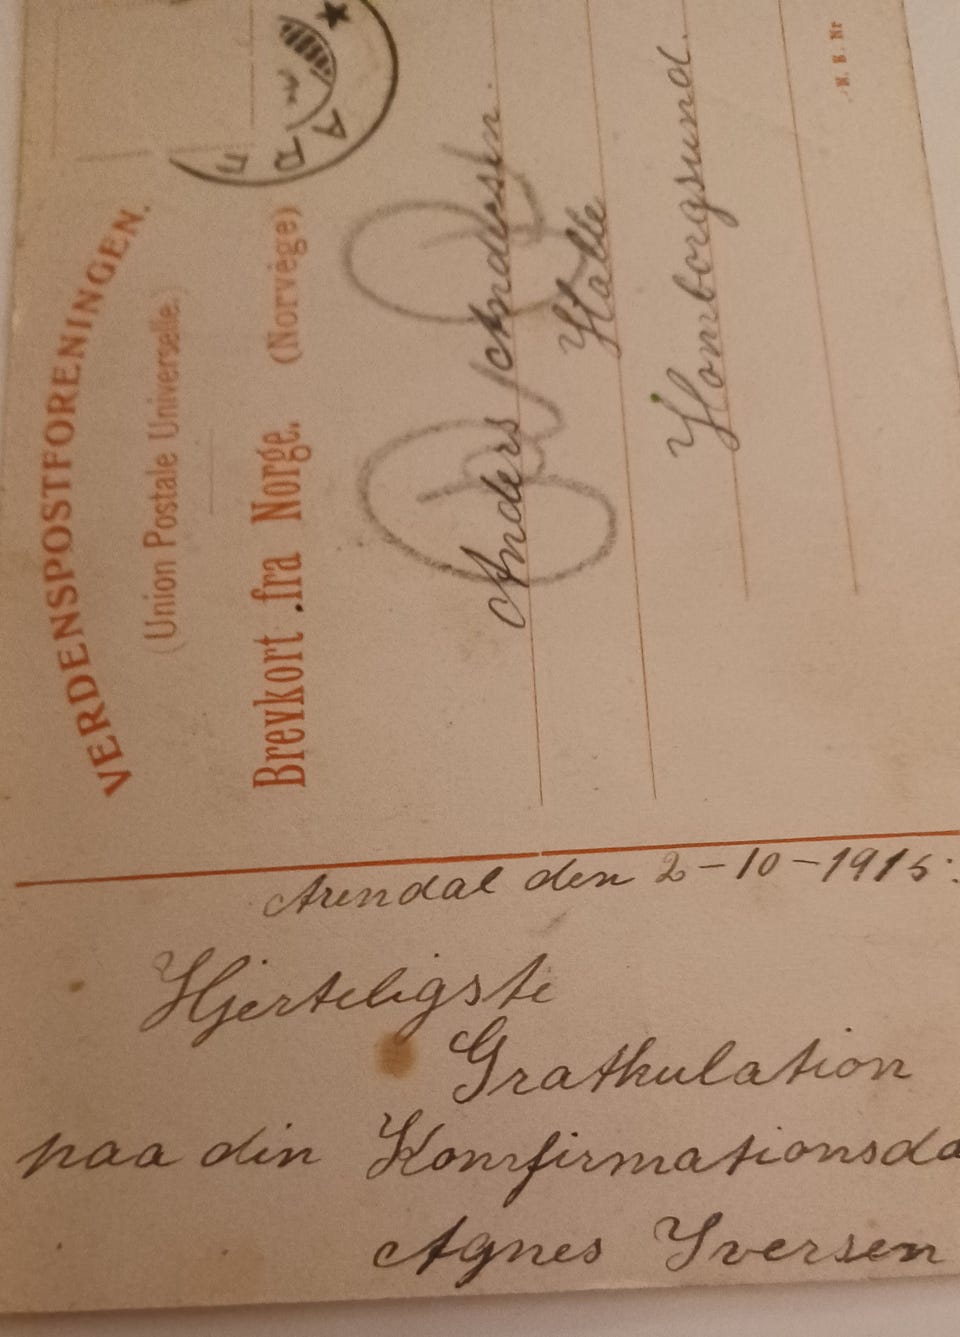 VERDENSPOSTFORENINGEN.
(Union Postale Universelle.)
Brevkort fra Norge. (Norvège)
Anders Andersen.
Homborgsund.
N. K. Nr
Arendal den 2-10-1915.
Hjerteligste
Grathulation
paa din Konfirmationsda
Agnes Iversen